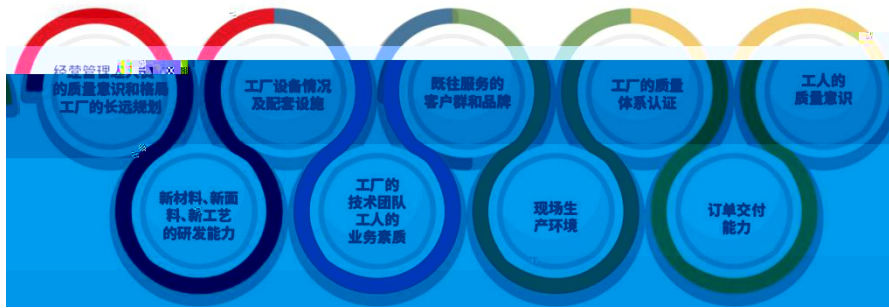 经营管理人员
的质量意识和格局
工厂的长远规划
工厂设备情况
及配套设施
既往服务的
客户群和品牌
工厂的质量
体系认证
工人的
质量意识
新材料、新面
料、新工艺
的研发能力
工厂的
技术团队
工人的
业务素质
现场生
产环境
订单交付
能力